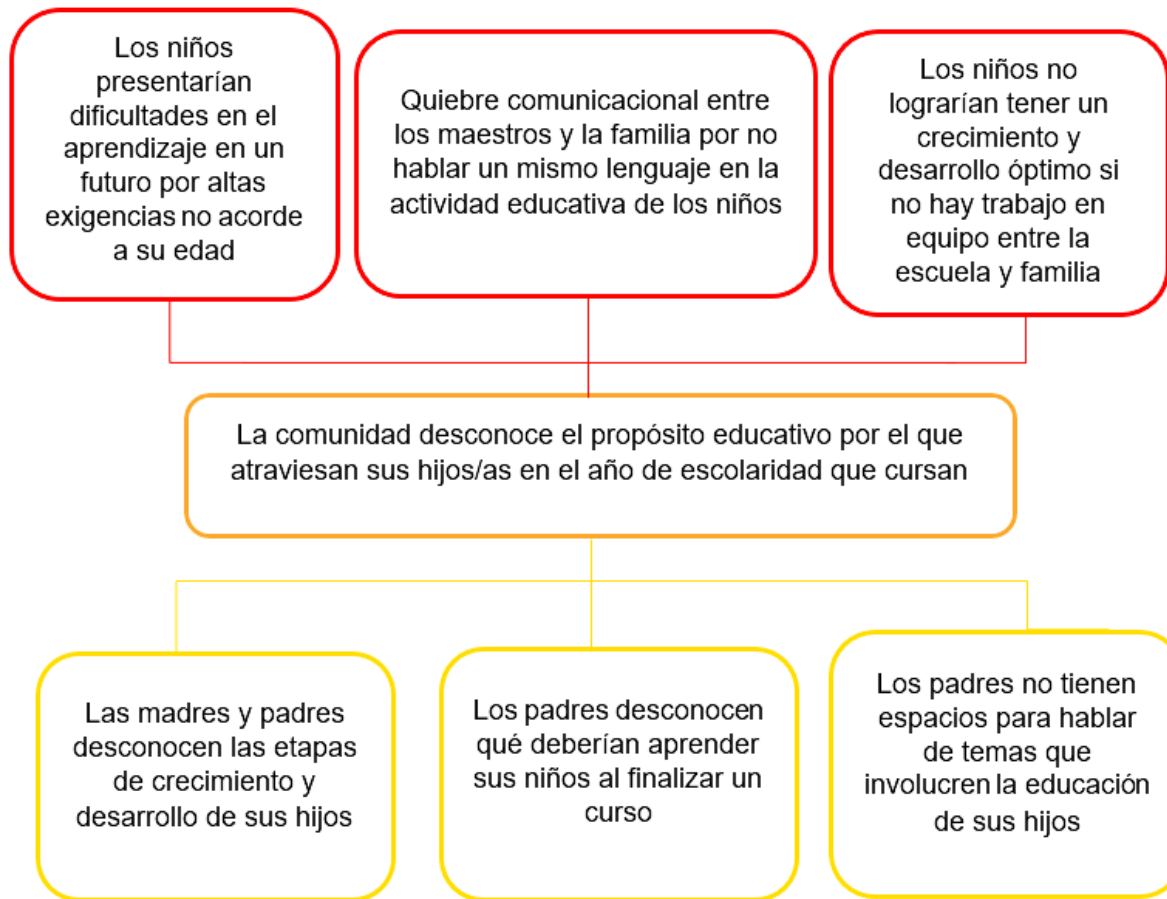 Los niños
presentarían
dificultades en el
aprendizaje en un
futuro por altas
exigencias no acorde
a su edad
Quiebre comunicacional entre
los maestros y la familia por no
hablar un mismo lenguaje en la
actividad educativa de los niños
Los niños no
lograrían tener un
crecimiento y
desarrollo óptimo si
no hay trabajo en
equipo entre la
escuela y familia
La comunidad desconoce el propósito educativo por el que
atraviesan sus hijos/as en el año de escolaridad que cursan
Las madres y padres
desconocen las etapas
de crecimiento y
desarrollo de sus hijos
Los padres desconocen
qué deberían aprender
sus niños al finalizar un
curso
Los padres no tienen
espacios para hablar
de temas que
involucren la educación
de sus hijos